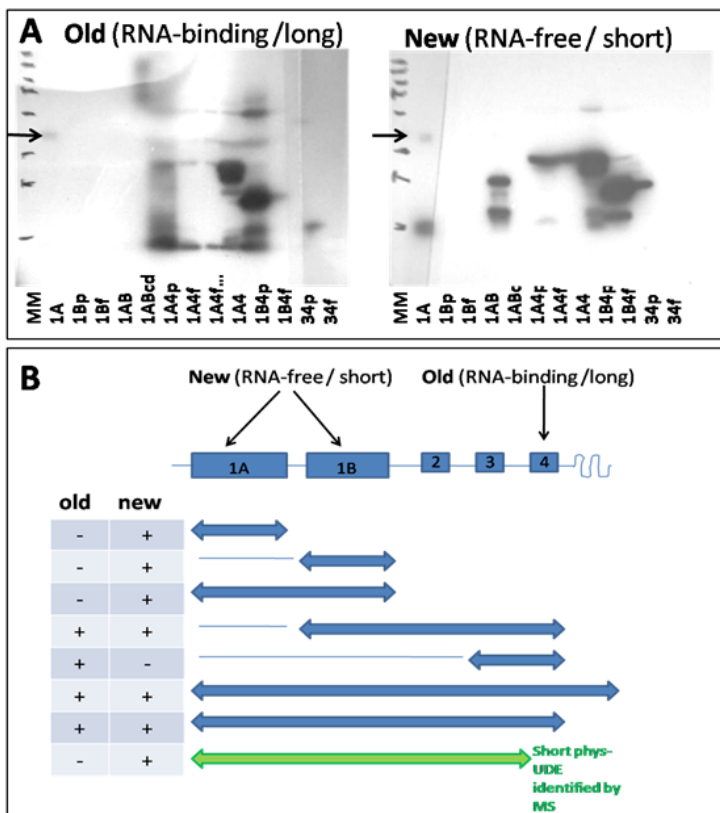 A
Old (RNA-binding/long)
New (RNA-free/ short)
MM
1A
1Bp
1Bf
1AB
1ABcd
1A4p
1A4f
1A4f...
1A4
1B4p
1B4f
34p
34f
MM
1A
1Bp
1Bf
1AB
1ABc
1A4p
1A4f
1A4
1B4p
1B4f
34p
34f
B
New (RNA-free/ short)
Old (RNA-binding/long)
1A
1B
2
3
4
old new
- +
- +
- +
+ +
+ -
+ +
+ +
- +
Short phys-
UDE
identified by
MS